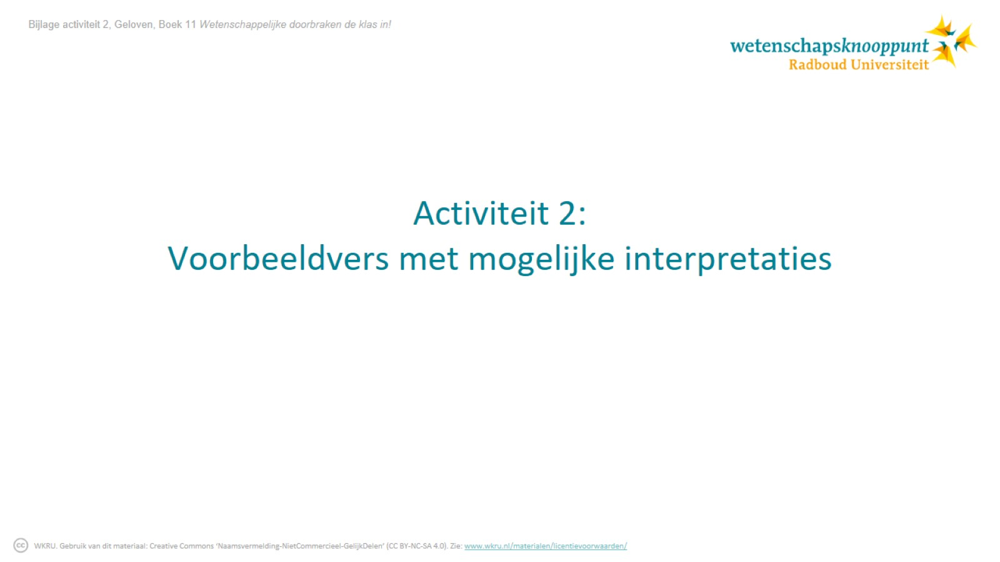 Bijlage activiteit 2, Geloven, Boek 11 Wetenschappelijke doorbraken de klas in!
wetenschapsknooppunt
Radboud Universiteit
Activiteit 2:
Voorbeeldvers met mogelijke interpretaties
cc WKRU. Gebruik van dit materiaal: Creative Commons ‘Naamsvermelding-NietCommercieel-GelijkDelen’ (CC BY-NC-SA 4.0). Zie: www.wkru.nl/materialen/licentievoorwaarden/